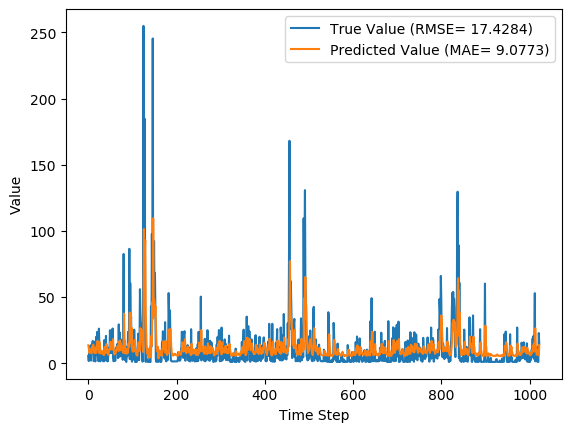 True Value (RMSE= 17.4284)
Predicted Value (MAE= 9.0773)
250
200
150
100
50
0
Value
0 200 400 600 800 1000
Time Step